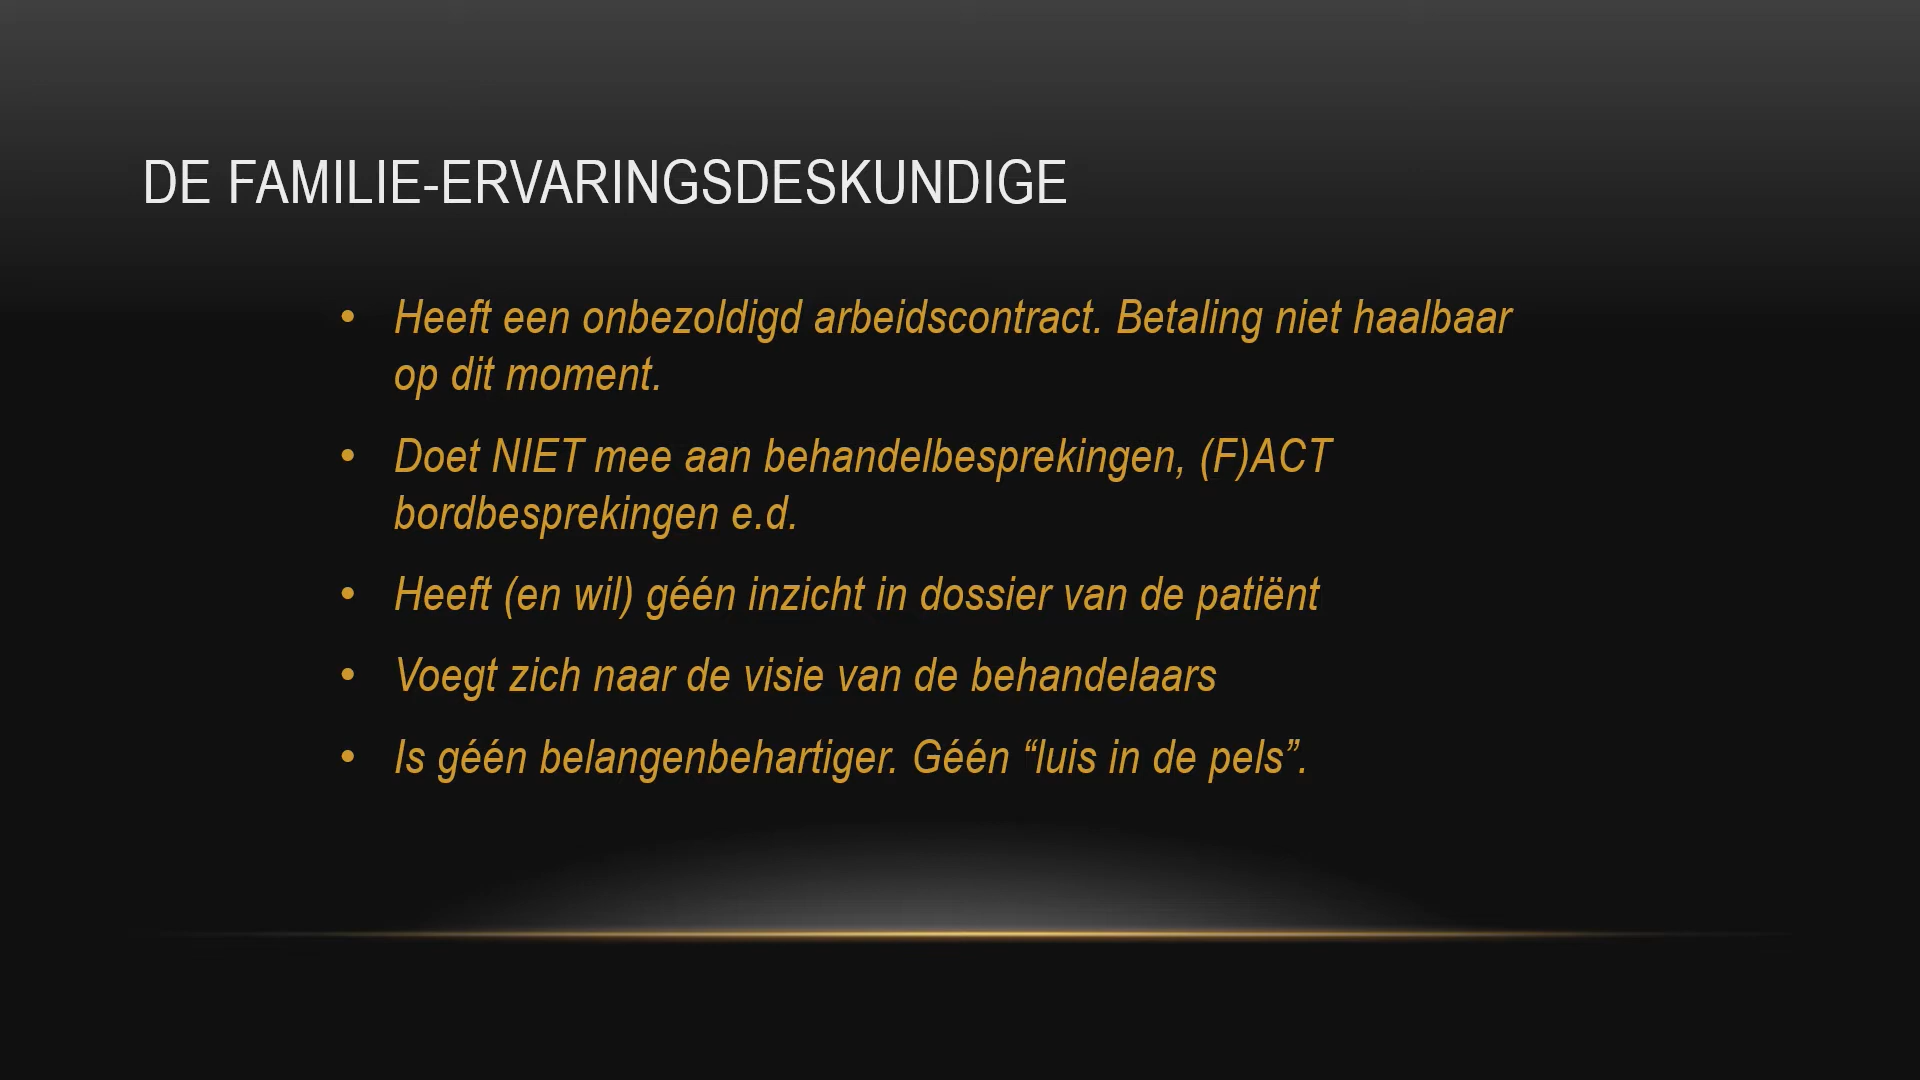 DE FAMILIE-ERVARINGSDESKUNDIGE
• Heeft een onbezoldigd arbeidscontract. Betaling niet haalbaar
op dit moment.
• Doet NIET mee aan behandelbesprekingen, (F)ACT
bordbesprekingen e.d.
• Heeft (en wil) géén inzicht in dossier van de patiënt
• Voegt zich naar de visie van de behandelaars
• Is géén belangenbehartiger. Géén “luis in de pels”.